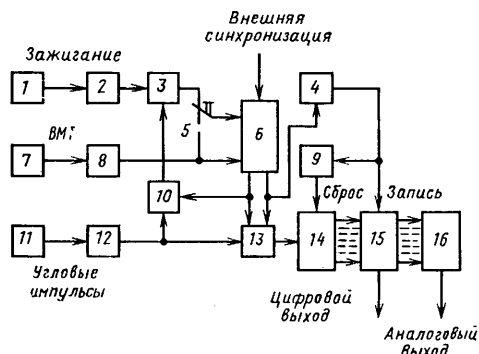 Внешняя
синхронизация
Зажигание
1 2 3 4
П
5
6
ВМТ
7 8 9
10
Сброс Запись
11 12 13 14 15 16
Угловые
импульсы
Цифровой
выход
Аналоговый
выход